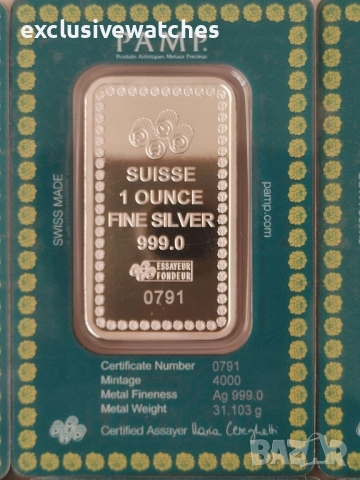 exclusivewatches
PAMP
Produits Artistiques Métaux Précieux
SWISS MADE
pamp.com
SUISSE
1 OUNCE
FINE SILVER
999.0
ESSAYEUR
FONDEUR
0791
Certificate Number 0791
Mintage 4000
Metal Fineness Ag 999.0
Metal Weight 31.103 g
Certified Assayer
BAZAR